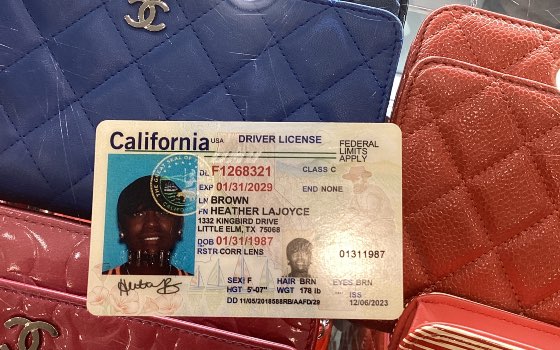 California USA DRIVER LICENSE
FEDERAL
LIMITS
APPLY
DL F1268321 CLASS C
EXP 01/31/2029 END NONE
LN BROWN
FN HEATHER LAJOYCE
1332 KINGBIRD DRIVE
LITTLE ELM, TX 75068
DOB 01/31/1987
RSTR CORR LENS 01311987
SEX F HAIR BRN EYES BRN
HGT 5'-07" WGT 178 lb ISS
DD 11/05/2018588RB/AAFD/29 12/06/2023